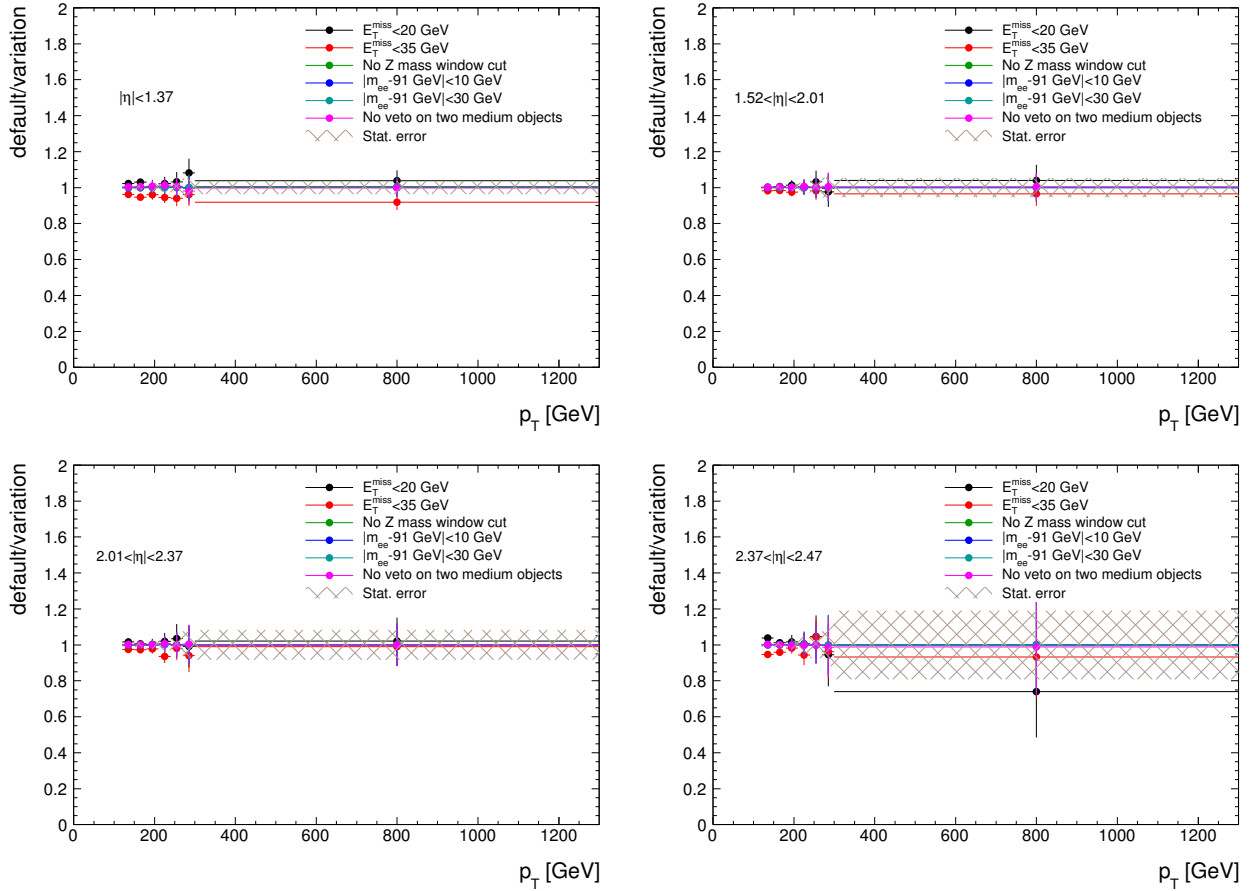 default/variation
2
1.8
1.6
1.4
1.2
1
0.8
0.6
0.4
0.2
0
|η|<1.37
E_T^miss<20 GeV
E_T^miss<35 GeV
No Z mass window cut
|m_ee-91 GeV|<10 GeV
|m_ee-91 GeV|<30 GeV
No veto on two medium objects
Stat. error
0 200 400 600 800 1000 1200
p_T [GeV]
default/variation
2
1.8
1.6
1.4
1.2
1
0.8
0.6
0.4
0.2
0
1.52<|η|<2.01
E_T^miss<20 GeV
E_T^miss<35 GeV
No Z mass window cut
|m_ee-91 GeV|<10 GeV
|m_ee-91 GeV|<30 GeV
No veto on two medium objects
Stat. error
0 200 400 600 800 1000 1200
p_T [GeV]
default/variation
2
1.8
1.6
1.4
1.2
1
0.8
0.6
0.4
0.2
0
2.01<|η|<2.37
E_T^miss<20 GeV
E_T^miss<35 GeV
No Z mass window cut
|m_ee-91 GeV|<10 GeV
|m_ee-91 GeV|<30 GeV
No veto on two medium objects
Stat. error
0 200 400 600 800 1000 1200
p_T [GeV]
default/variation
2
1.8
1.6
1.4
1.2
1
0.8
0.6
0.4
0.2
0
2.37<|η|<2.47
E_T^miss<20 GeV
E_T^miss<35 GeV
No Z mass window cut
|m_ee-91 GeV|<10 GeV
|m_ee-91 GeV|<30 GeV
No veto on two medium objects
Stat. error
0 200 400 600 800 1000 1200
p_T [GeV]